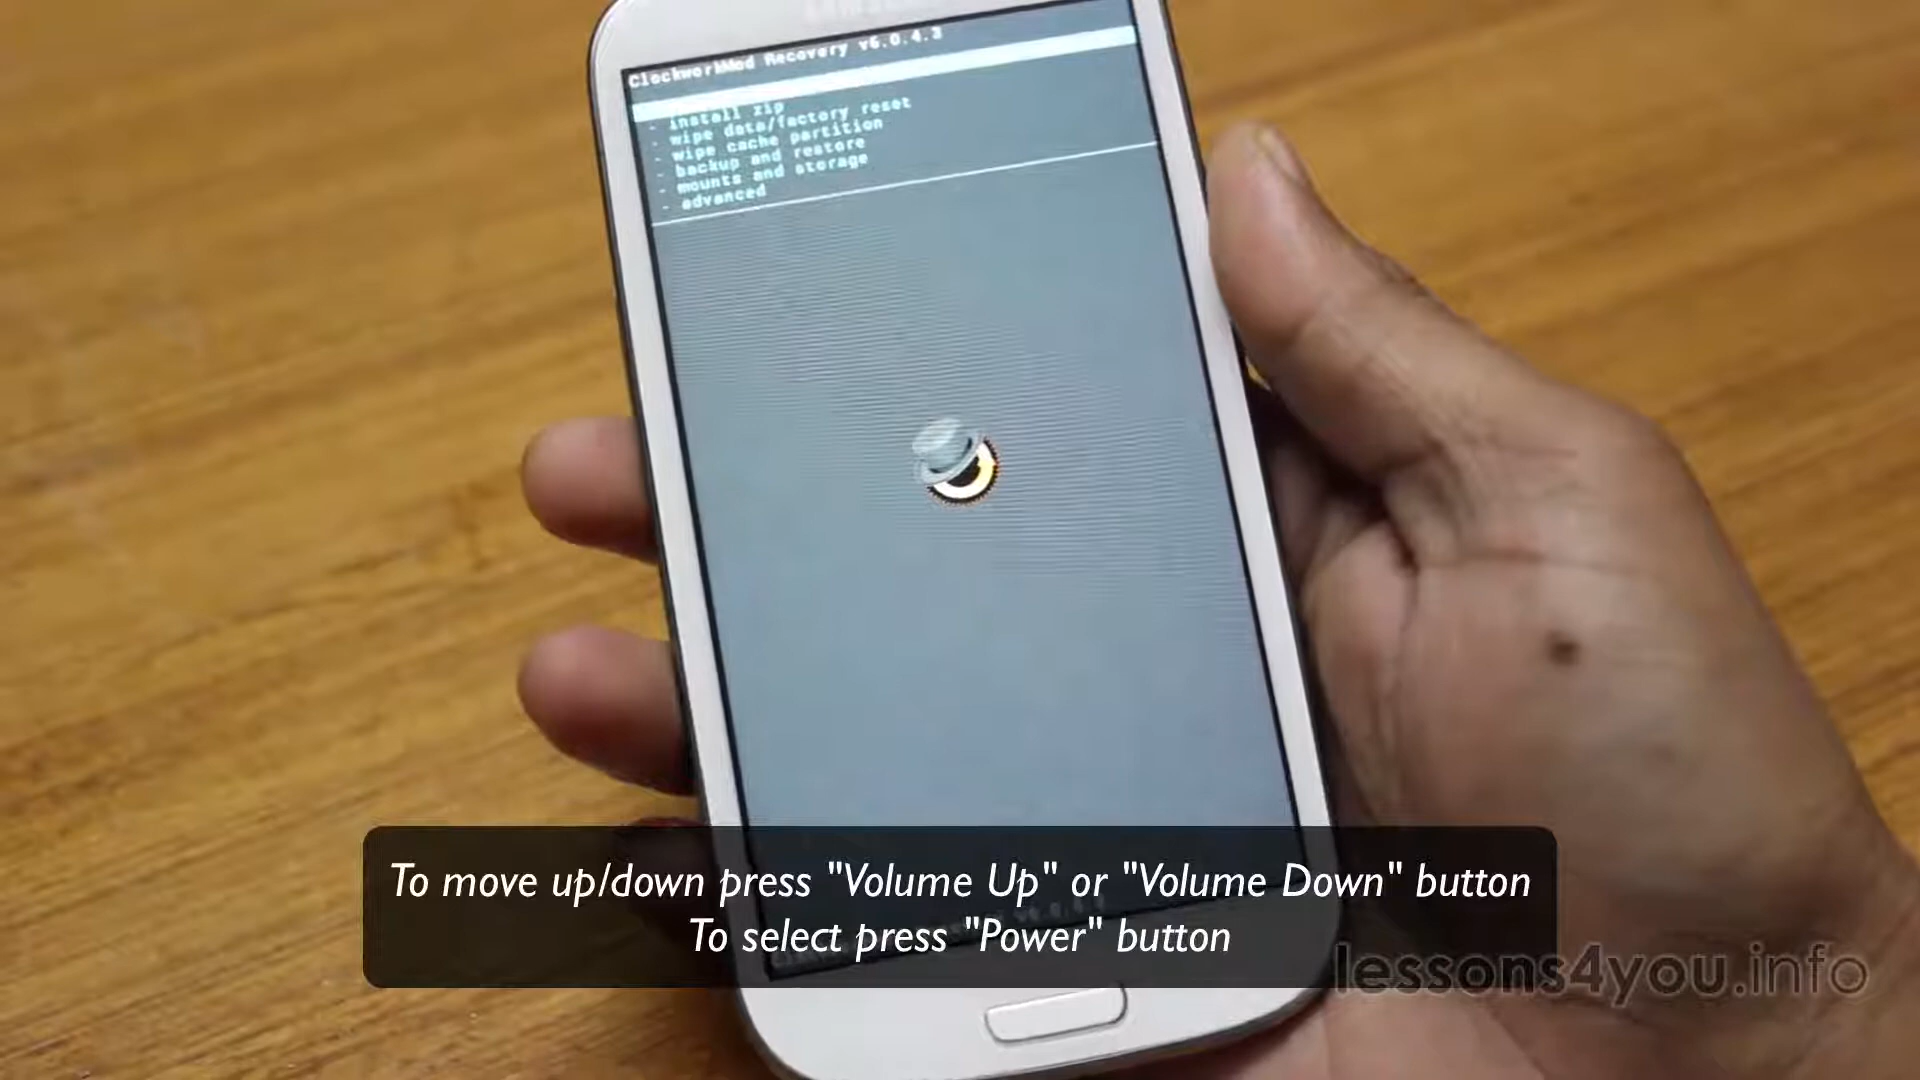 SAMSUNG
ClockworkMod Recovery v6.0.4.3
- install zip
- wipe data/factory reset
- wipe cache partition
- backup and restore
- mounts and storage
- advanced
To move up/down press "Volume Up" or "Volume Down" button
To select press "Power" button
lessons4you.info